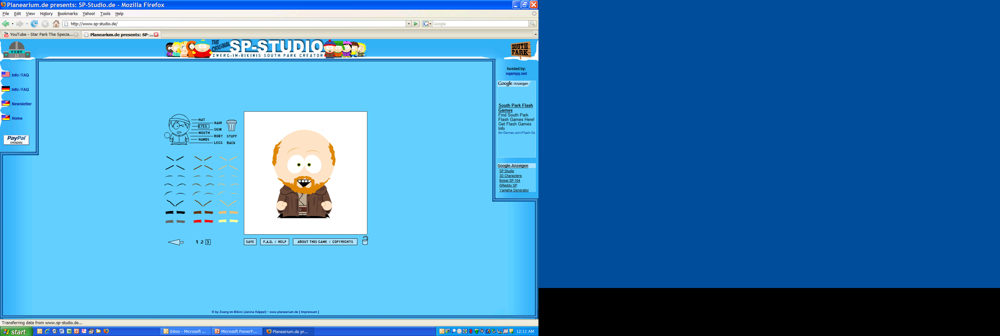 Planearium.de presents: SP-Studio.de - Mozilla Firefox
File Edit View History Bookmarks Yahoo! Tools Help
http://www.sp-studio.de/
G Google
You Tube YouTube - Star Park The Specia...
Planearium.de presents: SP-...
HOME
THE ORIGINAL SP-STUDIO
ZWERG-IM-BIKINIS SOUTH PARK CREATOR
SOUTH PARK
Info / FAQ
Info / FAQ
Newsletter
Home
PayPal
SPENDEN
HAT
HAIR
EYES
SKIN
MOUTH
BODY
HANDS
LEGS
STUFF
BACK
1 2 3
SAVE
F.A.Q. / HELP
ABOUT THIS GAME / COPYRIGHTS
hosted by:
sqampy.net
Google-Anzeigen
South Park Flash
Games
Find South Park
Flash Games Here!
Get Flash Games
Info
for-Games.com/Flash-Ga
Google-Anzeigen
SP Studio
3D Characters
Bobst SP 104
GReddy SP
Yamaha Generator
© by Zwerg-im-Bikini (Janina Köppel) - www.planearium.de [ Impressum ]
Transferring data from www.sp-studio.de...
start
Inbox - Microsoft ...
Microsoft PowerP...
Planearium.de pr...
12:11 AM